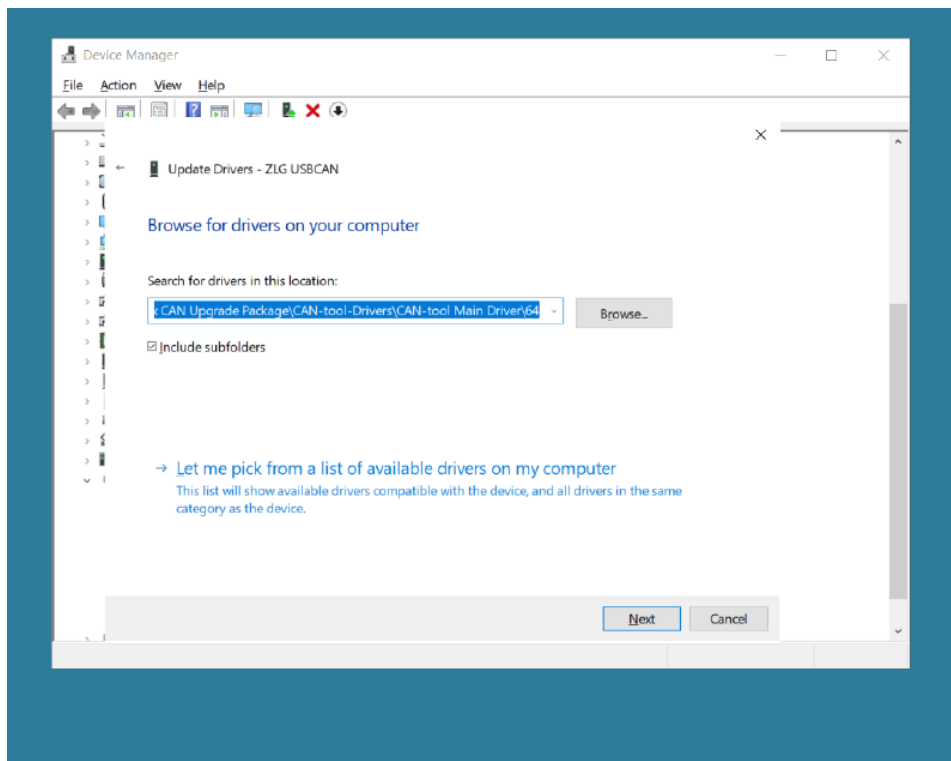 Device Manager
File Action View Help
Update Drivers - ZLG USBCAN
Browse for drivers on your computer
Search for drivers in this location:
CAN Upgrade Package\CAN-tool-Drivers\CAN-tool Main Driver\64
Browse...
Include subfolders
Let me pick from a list of available drivers on my computer
This list will show available drivers compatible with the device, and all drivers in the same
category as the device.
Next Cancel